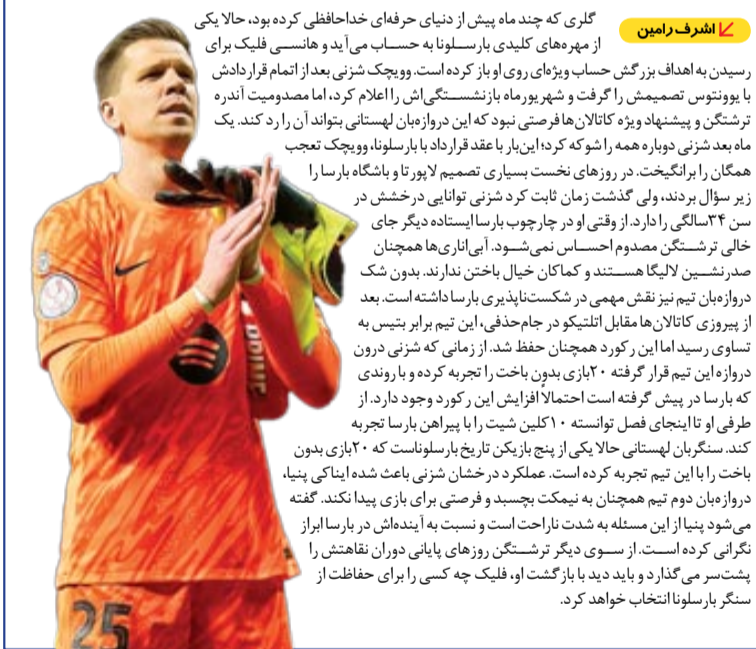 اشرف رامین
گلری که چند ماه پیش از دنیای حرفه‌ای خداحافظی کرده بود، حالا یکی
از مهره‌های کلیدی بارسلونا به حساب می‌آید و هانسی فلیک برای
رسیدن به اهداف بزرگش حساب ویژه‌ای روی او باز کرده است. وویچک شزنی بعد از اتمام قراردادش
با یوونتوس تصمیمش را گرفت و شهریورماه بازنشستگی‌اش را اعلام کرد، اما مصدومیت آندره
ترشتگن و پیشنهاد ویژه کاتالان‌ها فرصتی نبود که این دروازه‌بان لهستانی بتواند آن را رد کند. یک
ماه بعد شزنی دوباره همه را شوکه کرد؛ این‌بار با عقد قرارداد با بارسلونا، وویچک تعجب
همگان را برانگیخت. در روزهای نخست بسیاری تصمیم لاپورتا و باشگاه بارسا را
زیر سؤال بردند، ولی گذشت زمان ثابت کرد شزنی توانایی درخشش در
سن ۳۴سالگی را دارد. از وقتی او در چارچوب بارسا ایستاده دیگر جای
خالی ترشتگن مصدوم احساس نمی‌شود. آبی‌اناری‌ها همچنان
صدرنشین لالیگا هستند و کماکان خیال باختن ندارند. بدون شک
دروازه‌بان تیم نیز نقش مهمی در شکست‌ناپذیری بارسا داشته است. بعد
از پیروزی کاتالان‌ها مقابل اتلتیکو در جام‌حذفی، این تیم برابر بتیس به
تساوی رسید اما این رکورد همچنان حفظ شد. از زمانی که شزنی درون
دروازه این تیم قرار گرفته ۲۰بازی بدون باخت را تجربه کرده و با روندی
که بارسا در پیش گرفته است احتمالاً افزایش این رکورد وجود دارد. از
طرفی او تا اینجای فصل توانسته ۱۰کلین شیت را با پیراهن بارسا تجربه
کند. سنگربان لهستانی حالا یکی از پنج بازیکن تاریخ بارسلوناست که ۲۰بازی بدون
باخت را با این تیم تجربه کرده است. عملکرد درخشان شزنی باعث شده ایناکی پنیا،
دروازه‌بان دوم تیم همچنان به نیمکت بچسبد و فرصتی برای بازی پیدا نکند. گفته
می‌شود پنیا از این مسئله به شدت ناراحت است و نسبت به آینده‌اش در بارسا ابراز
نگرانی کرده است. از سوی دیگر ترشتگن روزهای پایانی دوران نقاهتش را
پشت‌سر می‌گذارد و باید دید با بازگشت او، فلیک چه کسی را برای حفاظت از
سنگر بارسلونا انتخاب خواهد کرد.
25